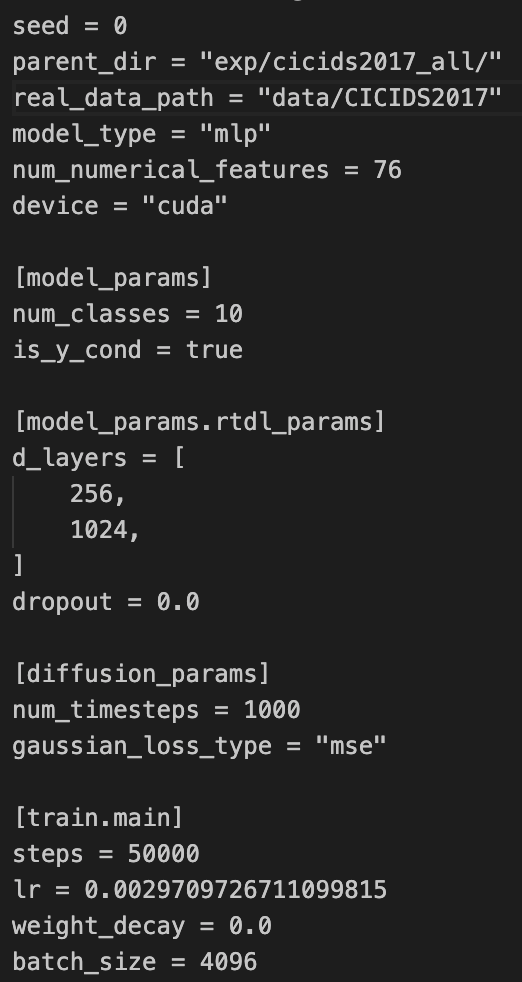 seed = 0
parent_dir = "exp/cicids2017_all/"
real_data_path = "data/CICIDS2017"
model_type = "mlp"
num_numerical_features = 76
device = "cuda"

[model_params]
num_classes = 10
is_y_cond = true

[model_params.rtdl_params]
d_layers = [
    256,
    1024,
]
dropout = 0.0

[diffusion_params]
num_timesteps = 1000
gaussian_loss_type = "mse"

[train.main]
steps = 50000
lr = 0.0029709726711099815
weight_decay = 0.0
batch_size = 4096